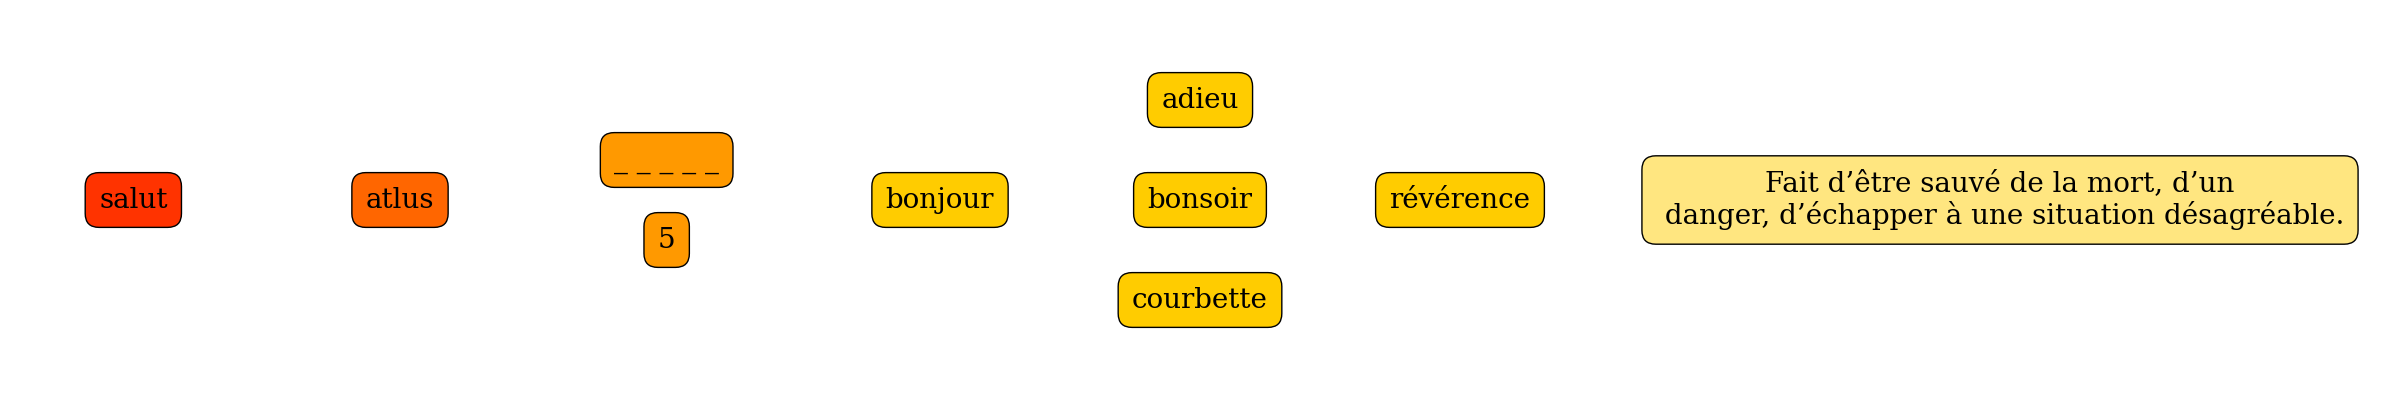 salut
atlus
_ _ _ _ _
5
bonjour
adieu
bonsoir
courbette
révérence
Fait d’être sauvé de la mort, d’un
danger, d’échapper à une situation désagréable.